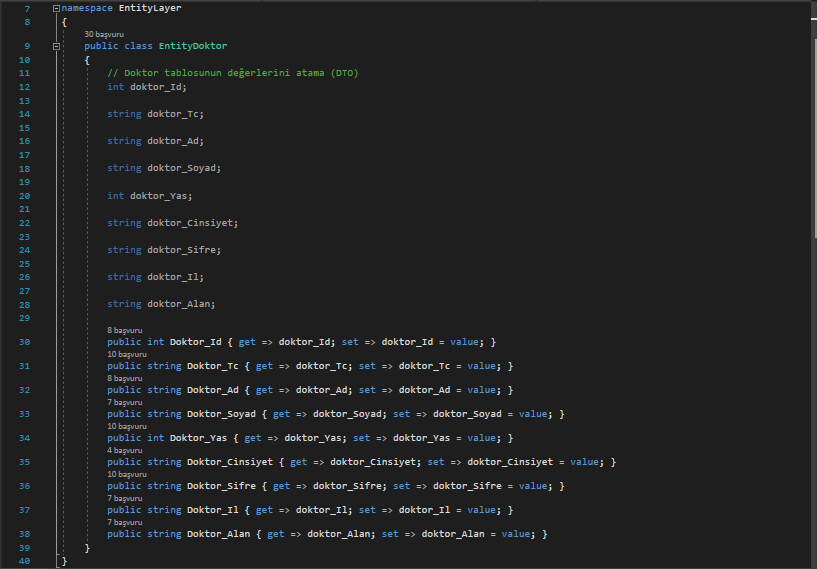 7 namespace EntityLayer
8 {
30 başvuru
9 public class EntityDoktor
10 {
11 // Doktor tablosunun değerlerini atama (DTO)
12 int doktor_Id;
13
14 string doktor_Tc;
15
16 string doktor_Ad;
17
18 string doktor_Soyad;
19
20 int doktor_Yas;
21
22 string doktor_Cinsiyet;
23
24 string doktor_Sifre;
25
26 string doktor_Il;
27
28 string doktor_Alan;
29
8 başvuru
30 public int Doktor_Id { get => doktor_Id; set => doktor_Id = value; }
10 başvuru
31 public string Doktor_Tc { get => doktor_Tc; set => doktor_Tc = value; }
8 başvuru
32 public string Doktor_Ad { get => doktor_Ad; set => doktor_Ad = value; }
7 başvuru
33 public string Doktor_Soyad { get => doktor_Soyad; set => doktor_Soyad = value; }
10 başvuru
34 public int Doktor_Yas { get => doktor_Yas; set => doktor_Yas = value; }
4 başvuru
35 public string Doktor_Cinsiyet { get => doktor_Cinsiyet; set => doktor_Cinsiyet = value; }
10 başvuru
36 public string Doktor_Sifre { get => doktor_Sifre; set => doktor_Sifre = value; }
7 başvuru
37 public string Doktor_Il { get => doktor_Il; set => doktor_Il = value; }
7 başvuru
38 public string Doktor_Alan { get => doktor_Alan; set => doktor_Alan = value; }
39 }
40 }